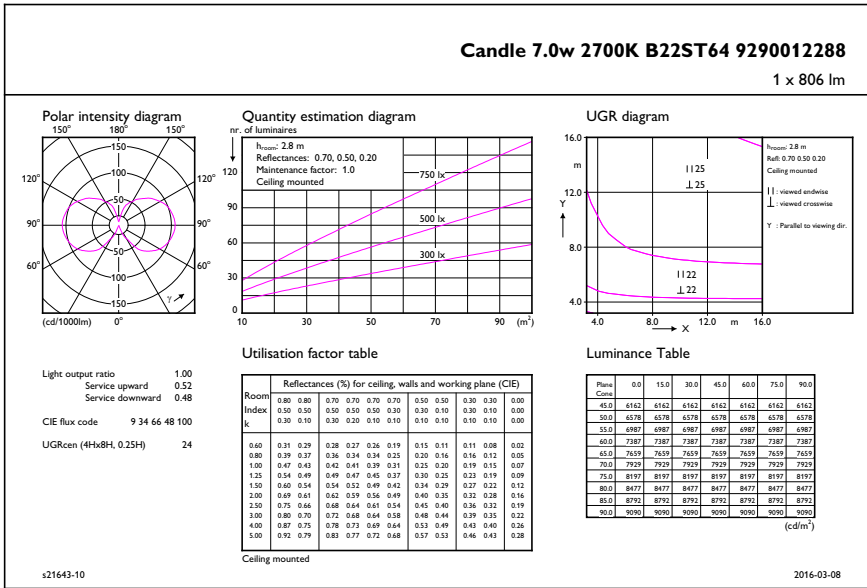 Candle 7.0w 2700K B22ST64 9290012288
1 x 806 lm
Polar intensity diagram
150° 180° 150°
120° 120°
90° 90°
60° 60°
150
100
50
50
100
150
γ
(cd/1000lm) 0°
Quantity estimation diagram
nr. of luminaires
hroom: 2.8 m
Reflectances: 0.70, 0.50, 0.20
Maintenance factor: 1.0
Ceiling mounted
120
90
60
30
0
750 lx
500 lx
300 lx
10 30 50 70 90 (m²)
UGR diagram
16.0
m
12.0
Y
8.0
4.0
II25
⊥25
II22
⊥22
4.0 8.0 12.0 m 16.0
X
hroom: 2.8 m
Refl: 0.70 0.50 0.20
Ceiling mounted
II : viewed endwise
⊥ : viewed crosswise
Y : Parallel to viewing dir.
Light output ratio 1.00
Service upward 0.52
Service downward 0.48
CIE flux code 9 34 66 48 100
UGRcen (4Hx8H, 0.25H) 24
Utilisation factor table
Room Index k
Reflectances (%) for ceiling, walls and working plane (CIE)
0.80 0.80 0.70 0.70 0.70 0.70 0.50 0.50 0.30 0.30 0.00
0.50 0.50 0.50 0.50 0.50 0.30 0.30 0.10 0.30 0.10 0.00
0.30 0.10 0.30 0.20 0.10 0.10 0.10 0.10 0.10 0.10 0.00
0.60 0.31 0.29 0.28 0.27 0.26 0.19 0.15 0.11 0.11 0.08 0.02
0.80 0.39 0.37 0.36 0.34 0.34 0.25 0.20 0.16 0.16 0.12 0.05
1.00 0.47 0.43 0.42 0.41 0.39 0.31 0.25 0.20 0.19 0.15 0.07
1.25 0.54 0.49 0.49 0.47 0.45 0.37 0.30 0.25 0.23 0.19 0.09
1.50 0.60 0.54 0.54 0.52 0.49 0.42 0.34 0.29 0.27 0.22 0.12
2.00 0.69 0.61 0.62 0.59 0.56 0.49 0.40 0.35 0.32 0.28 0.16
2.50 0.75 0.66 0.68 0.64 0.61 0.54 0.45 0.40 0.36 0.32 0.19
3.00 0.80 0.70 0.72 0.68 0.64 0.58 0.48 0.44 0.39 0.35 0.22
4.00 0.87 0.75 0.78 0.73 0.69 0.64 0.53 0.49 0.43 0.40 0.26
5.00 0.92 0.79 0.83 0.77 0.72 0.68 0.57 0.53 0.46 0.43 0.28
Ceiling mounted
Luminance Table
Plane Cone 0.0 15.0 30.0 45.0 60.0 75.0 90.0
45.0 6162 6162 6162 6162 6162 6162 6162
50.0 6578 6578 6578 6578 6578 6578 6578
55.0 6987 6987 6987 6987 6987 6987 6987
60.0 7387 7387 7387 7387 7387 7387 7387
65.0 7659 7659 7659 7659 7659 7659 7659
70.0 7929 7929 7929 7929 7929 7929 7929
75.0 8197 8197 8197 8197 8197 8197 8197
80.0 8477 8477 8477 8477 8477 8477 8477
85.0 8792 8792 8792 8792 8792 8792 8792
90.0 9090 9090 9090 9090 9090 9090 9090
(cd/m²)
s21643-10
2016-03-08